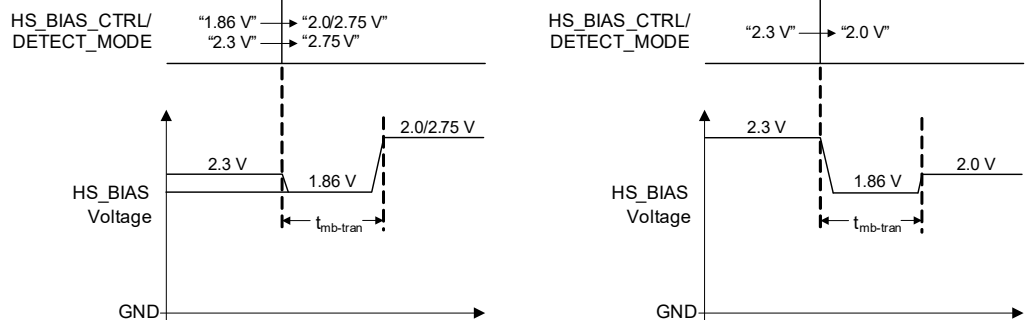 HS_BIAS_CTRL/
DETECT_MODE
“1.86 V” “2.0/2.75 V”
“2.3 V” “2.75 V”
2.3 V
1.86 V
2.0/2.75 V
HS_BIAS
Voltage
tmb-tran
GND
HS_BIAS_CTRL/
DETECT_MODE
“2.3 V” “2.0 V”
2.3 V
1.86 V
2.0 V
HS_BIAS
Voltage
tmb-tran
GND